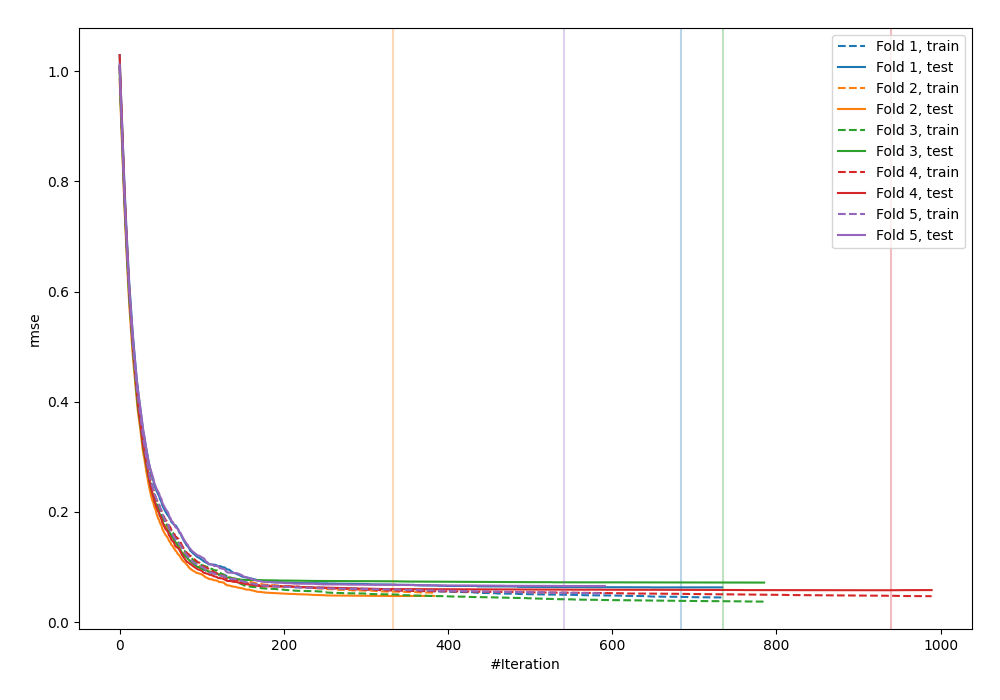 1.0
0.8
0.6
0.4
0.2
0.0
rmse
0
200
400
600
800
1000
#Iteration
Fold 1, train
Fold 1, test
Fold 2, train
Fold 2, test
Fold 3, train
Fold 3, test
Fold 4, train
Fold 4, test
Fold 5, train
Fold 5, test